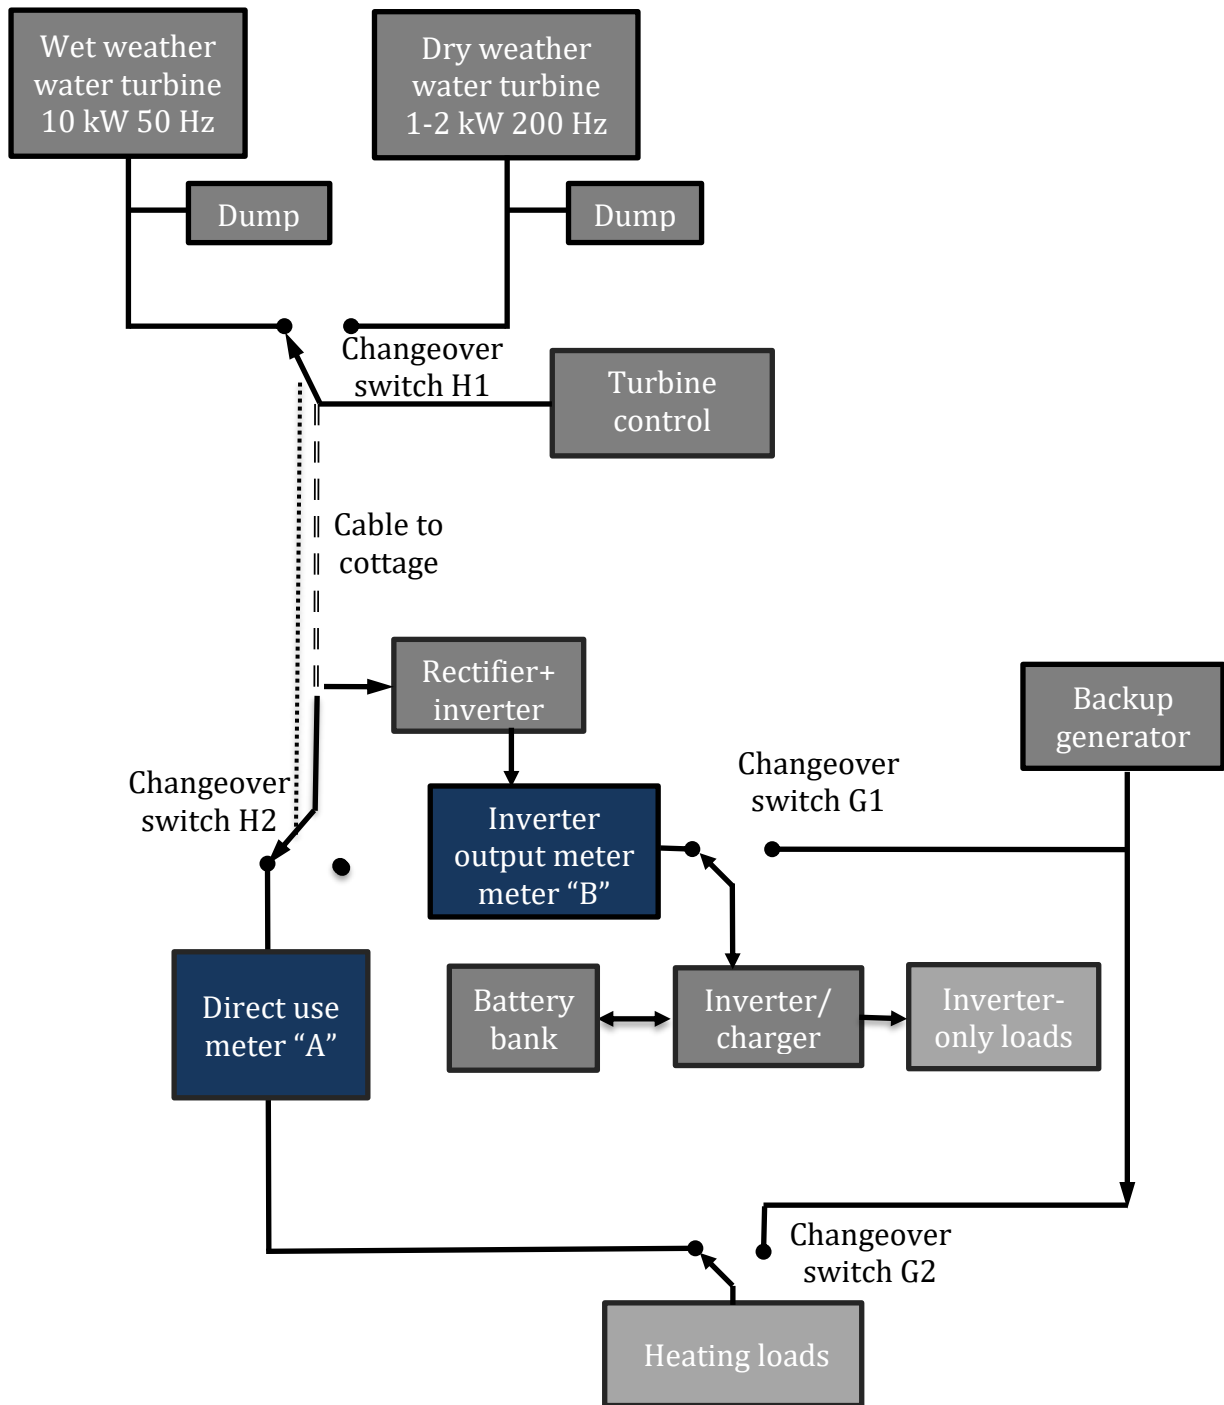 Wet weather
water turbine
10 kW 50 Hz
Dry weather
water turbine
1-2 kW 200 Hz
Dump
Dump
Changeover
switch H1
Turbine
control
Cable to
cottage
Rectifier+
inverter
Backup
generator
Changeover
switch H2
Changeover
switch G1
Inverter
output meter
meter “B”
Direct use
meter “A”
Battery
bank
Inverter/
charger
Inverter-
only loads
Changeover
switch G2
Heating loads